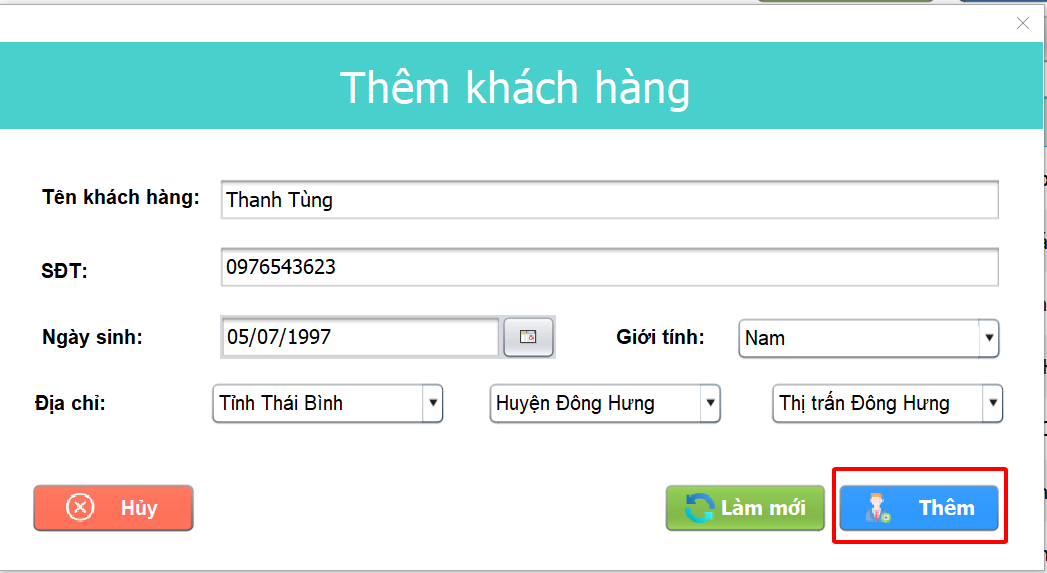 Thêm khách hàng
Tên khách hàng: Thanh Tùng
SĐT: 0976543623
Ngày sinh: 05/07/1997 Giới tính: Nam
Địa chỉ: Tỉnh Thái Bình Huyện Đông Hưng Thị trấn Đông Hưng
Hủy Làm mới Thêm